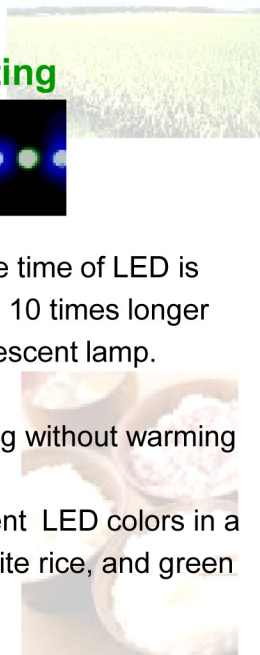 ting
e time of LED is
10 times longer
escent lamp.
g without warming
ent LED colors in a
ite rice, and green